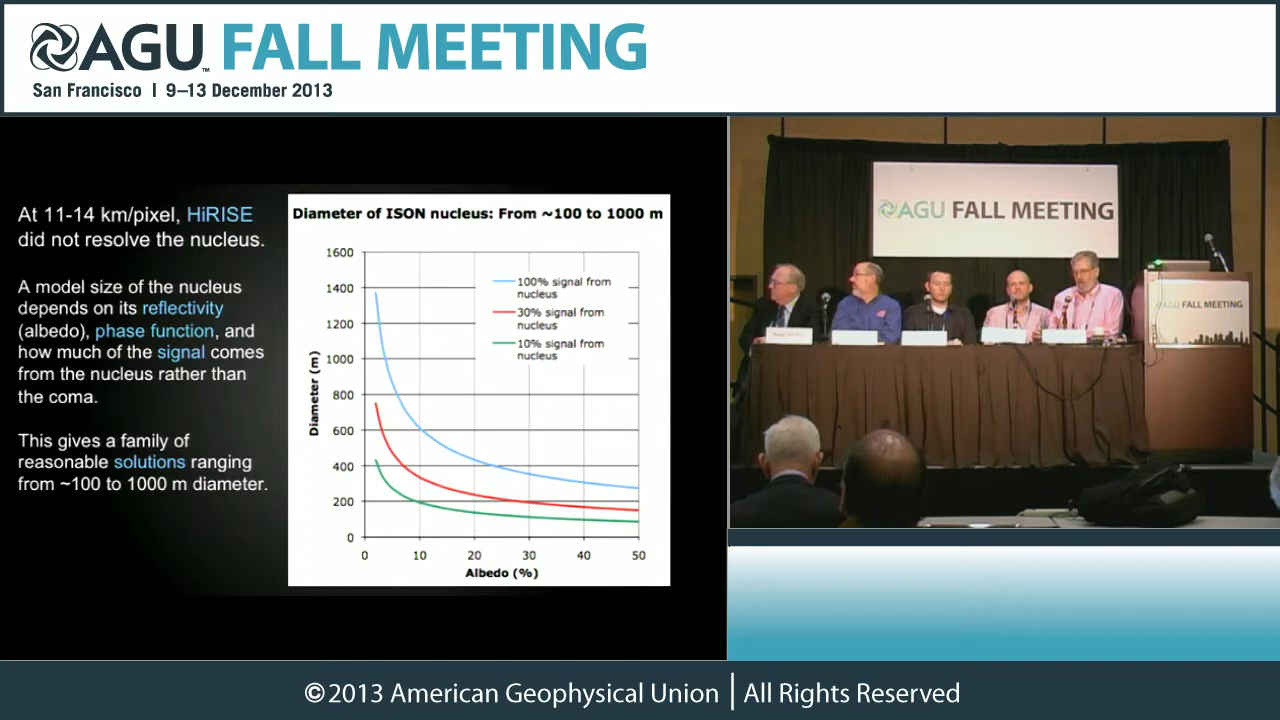 AGU FALL MEETING
San Francisco | 9–13 December 2013
At 11-14 km/pixel, HiRISE
did not resolve the nucleus.
A model size of the nucleus
depends on its reflectivity
(albedo), phase function, and
how much of the signal comes
from the nucleus rather than
the coma.
This gives a family of
reasonable solutions ranging
from ~100 to 1000 m diameter.
Diameter of ISON nucleus: From ~100 to 1000 m
1600
1400
1200
1000
800
600
400
200
0
Diameter (m)
100% signal from
nucleus
30% signal from
nucleus
10% signal from
nucleus
0 10 20 30 40 50
Albedo (%)
AGU FALL MEETING
AGU FALL MEETING
©2013 American Geophysical Union | All Rights Reserved